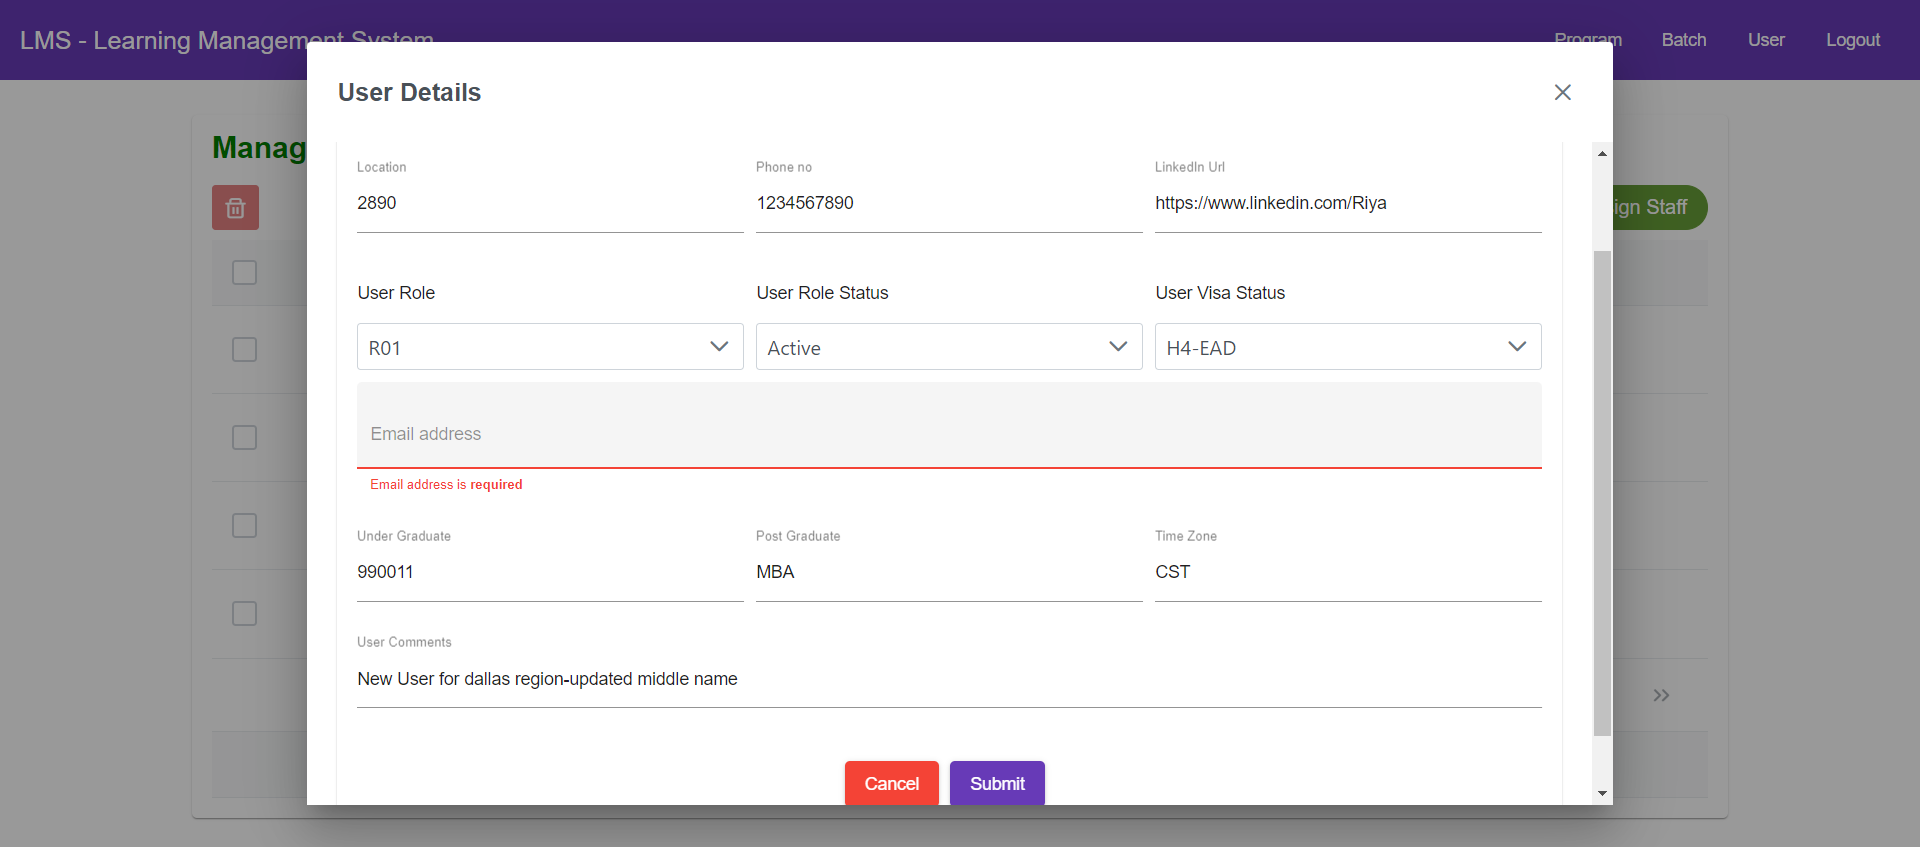 LMS - Learning Management System
Program
Batch
User
Logout
User Details
Manag
Location
Phone no
LinkedIn Url
2890
1234567890
https://www.linkedin.com/Riya
ign Staff
User Role
User Role Status
User Visa Status
R01
Active
H4-EAD
Email address
Email address is required
Under Graduate
Post Graduate
Time Zone
990011
MBA
CST
User Comments
New User for dallas region-updated middle name
Cancel
Submit